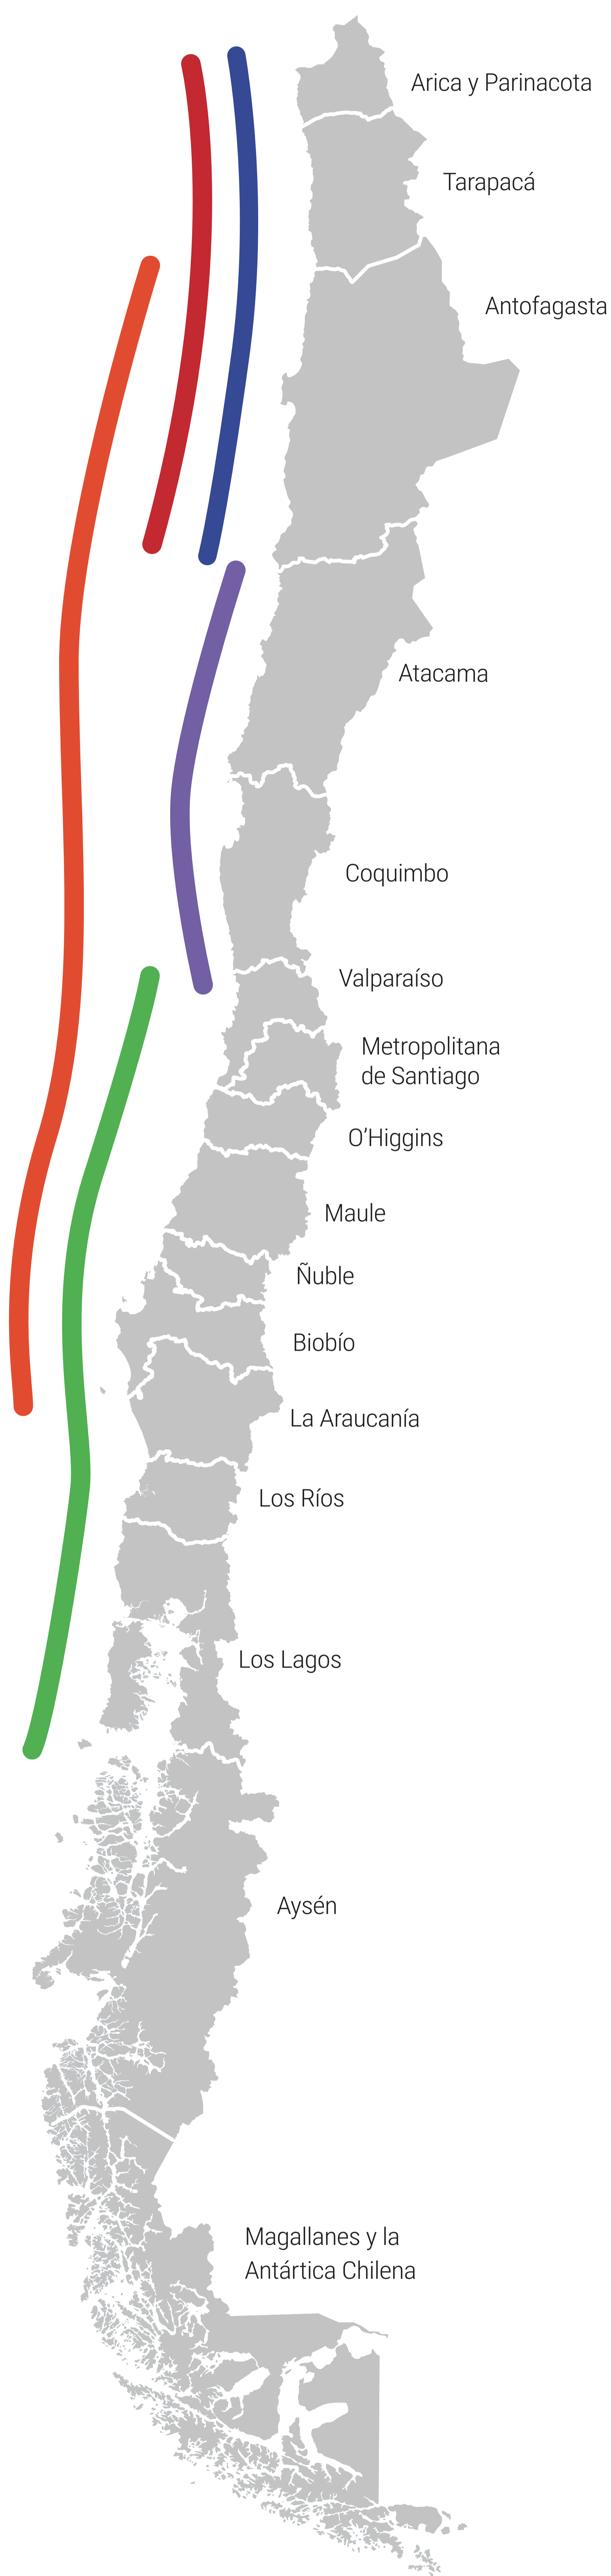 Arica y Parinacota
Tarapacá
Antofagasta
Atacama
Coquimbo
Valparaíso
Metropolitana
de Santiago
O’Higgins
Maule
Ñuble
Biobío
La Araucanía
Los Ríos
Los Lagos
Aysén
Magallanes y la
Antártica Chilena